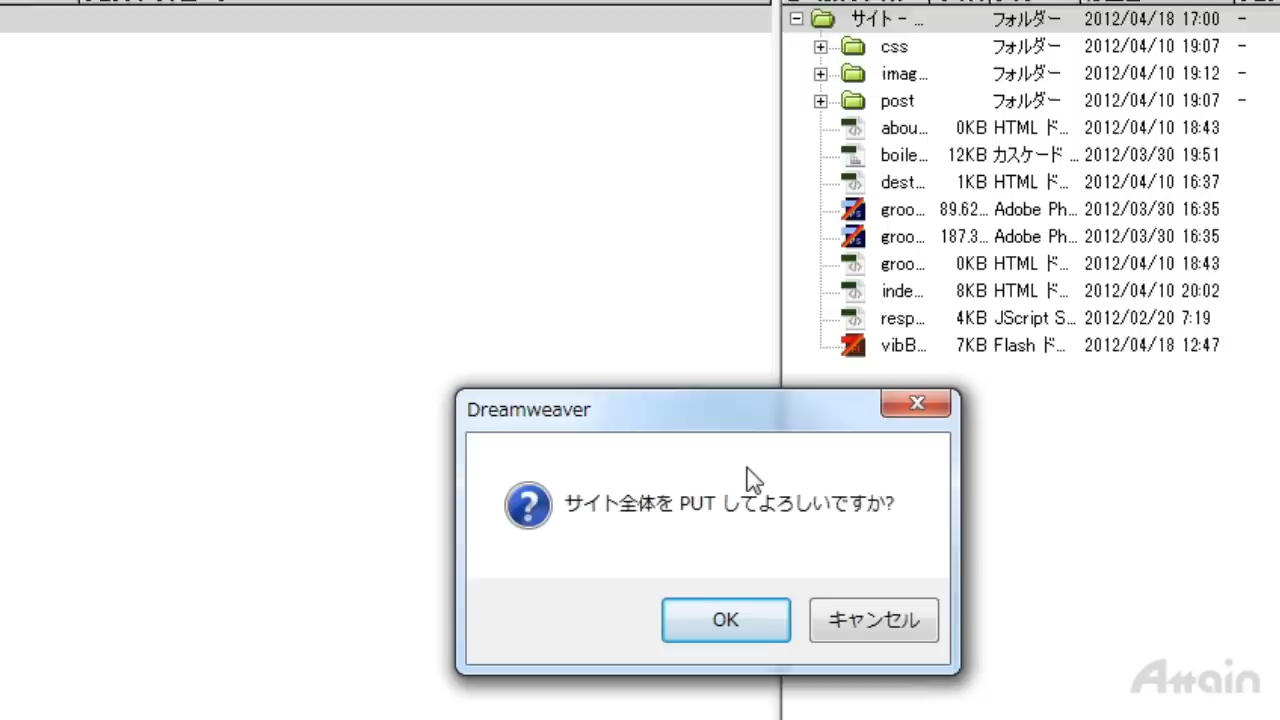 サイト - ... フォルダー 2012/04/18 17:00 -
css フォルダー 2012/04/10 19:07 -
imag... フォルダー 2012/04/10 19:12 -
post フォルダー 2012/04/10 19:07 -
abou... 0KB HTML ド... 2012/04/10 18:43
boile... 12KB カスケード ... 2012/03/30 19:51
dest... 1KB HTML ド... 2012/04/10 16:37
groo... 89.62... Adobe Ph... 2012/03/30 16:35
groo... 187.3... Adobe Ph... 2012/03/30 16:35
groo... 0KB HTML ド... 2012/04/10 18:43
inde... 8KB HTML ド... 2012/04/10 20:02
resp... 4KB JScript S... 2012/02/20 7:19
vibB... 7KB Flash ド... 2012/04/18 12:47
Dreamweaver
サイト全体を PUT してよろしいですか?
OK キャンセル
Attain